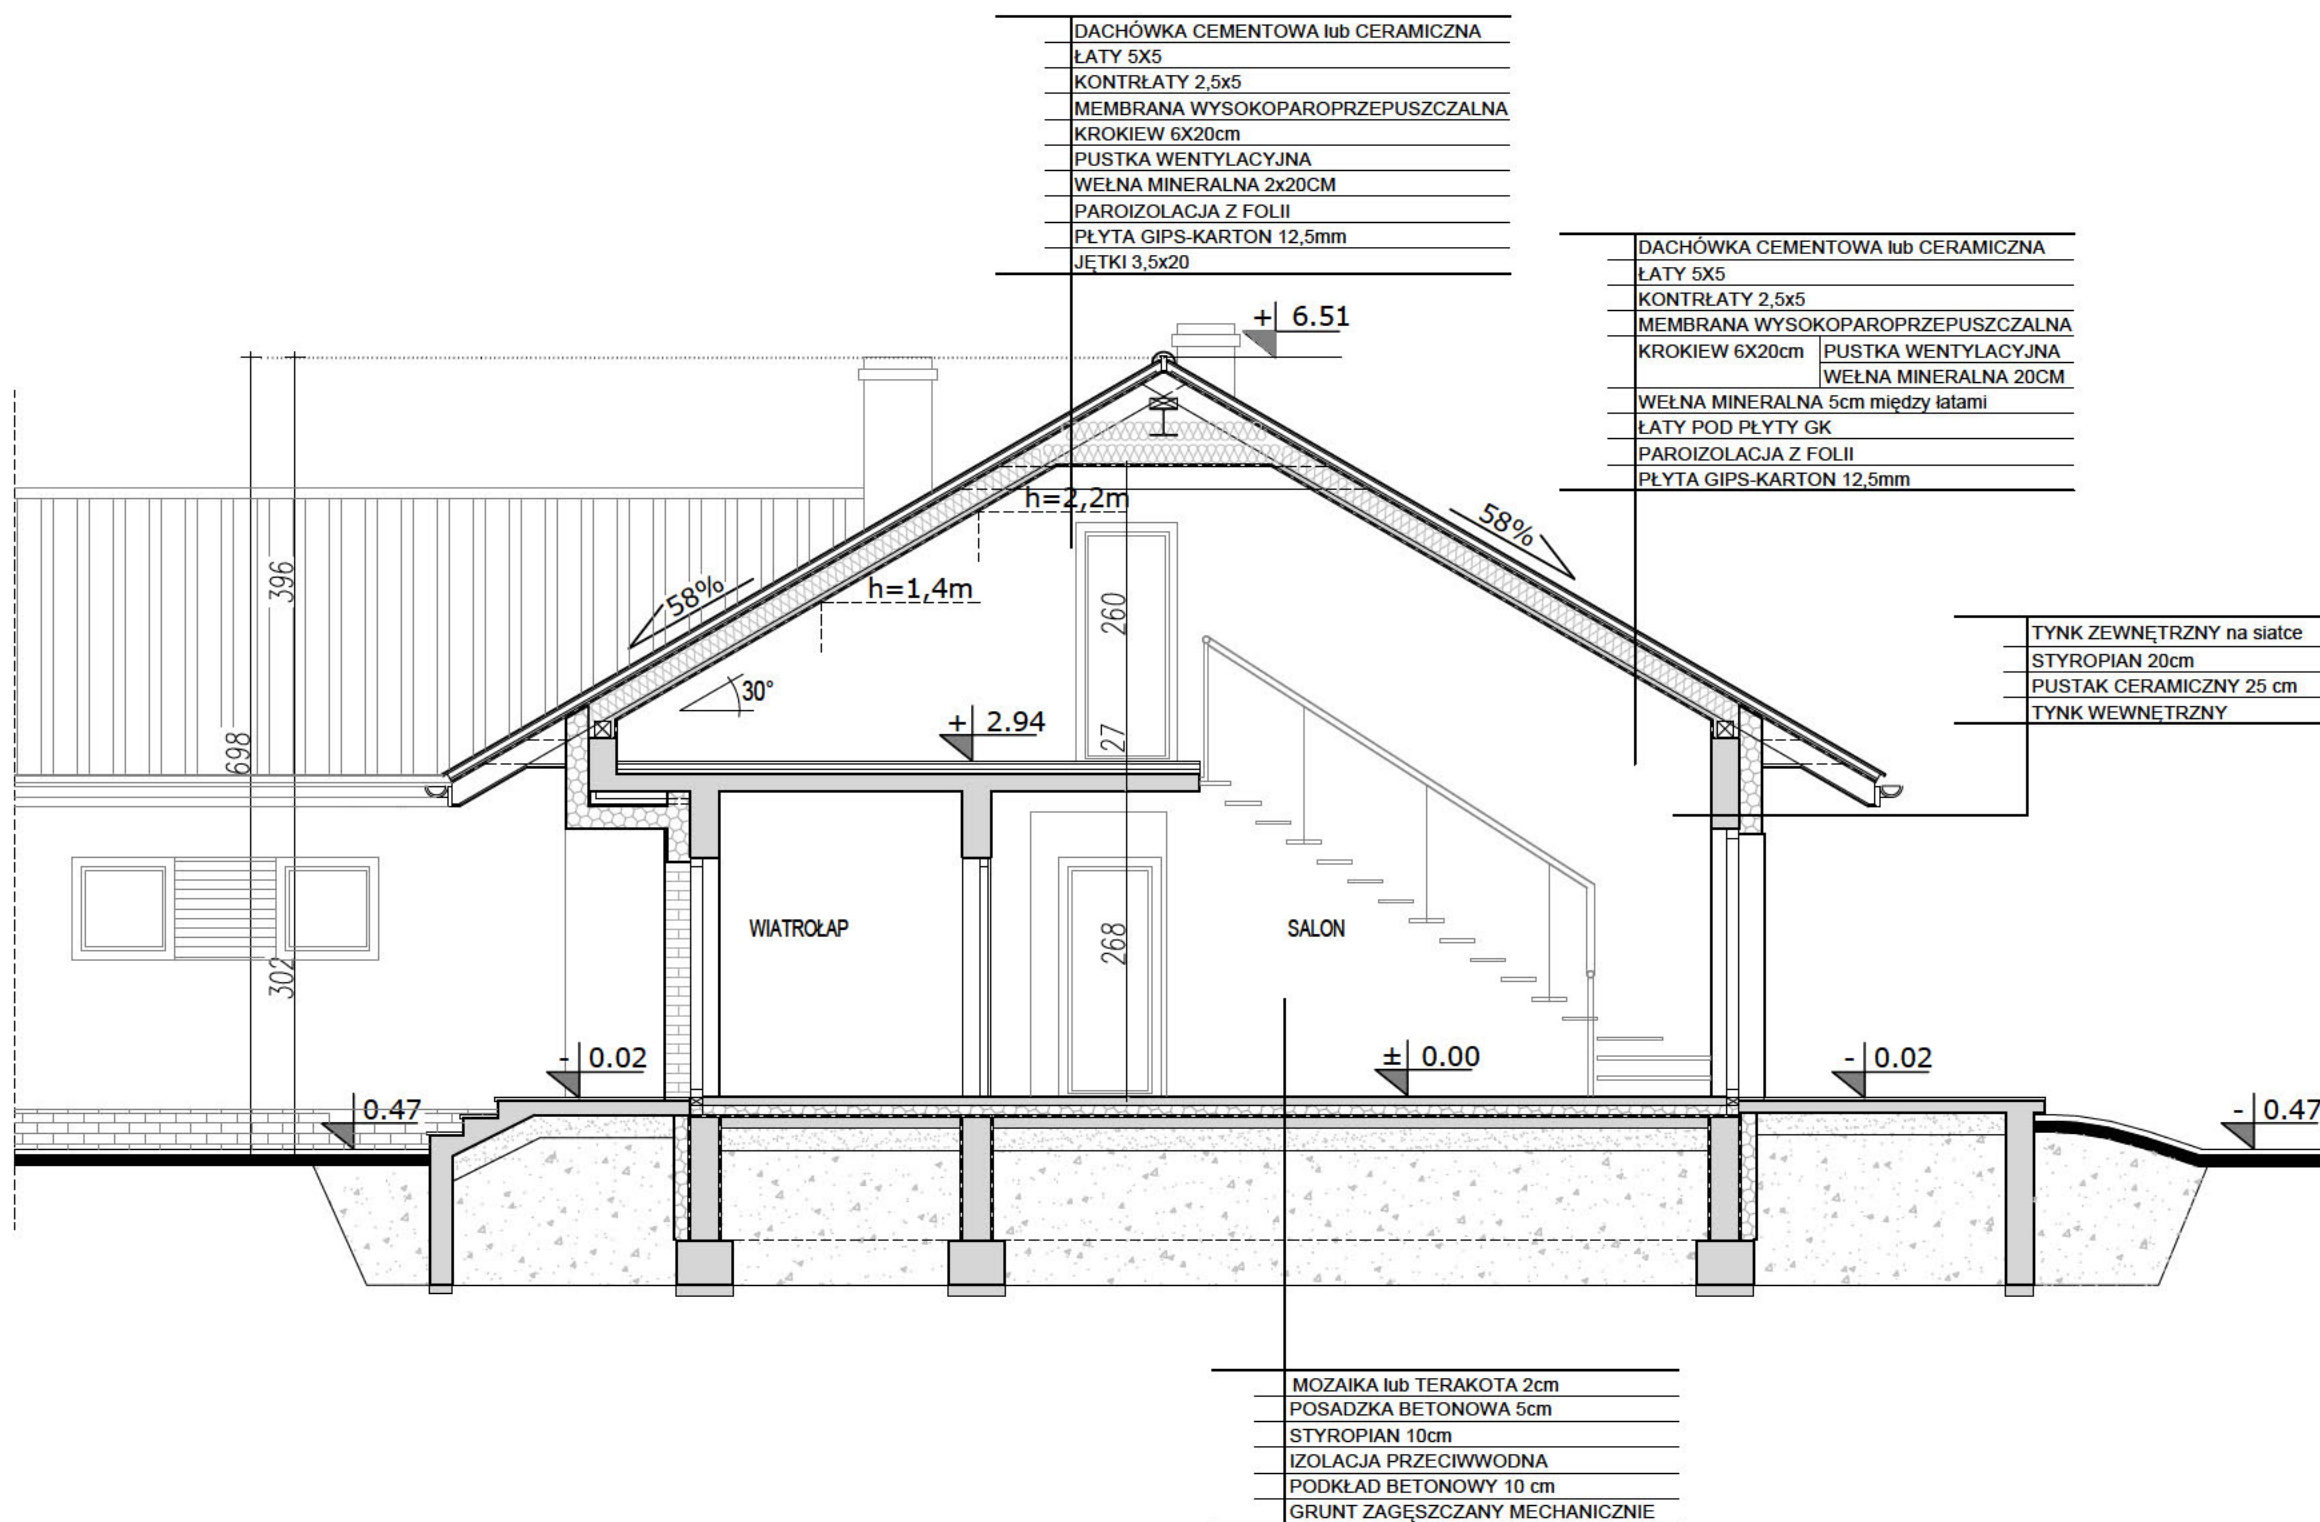 DACHÓWKA CEMENTOWA lub CERAMICZNA
ŁATY 5X5
KONTRŁATY 2,5x5
MEMBRANA WYSOKOPAROPRZEPUSZCZALNA
KROKIEW 6X20cm
PUSTKA WENTYLACYJNA
WEŁNA MINERALNA 2x20CM
PAROIZOLACJA Z FOLII
PŁYTA GIPS-KARTON 12,5mm
JĘTKI 3,5x20
DACHÓWKA CEMENTOWA lub CERAMICZNA
ŁATY 5X5
KONTRŁATY 2,5x5
MEMBRANA WYSOKOPAROPRZEPUSZCZALNA
KROKIEW 6X20cm PUSTKA WENTYLACYJNA
WEŁNA MINERALNA 20CM
WEŁNA MINERALNA 5cm między łatami
ŁATY POD PŁYTY GK
PAROIZOLACJA Z FOLII
PŁYTA GIPS-KARTON 12,5mm
+ 6.51
h=2,2m
58%
58%
h=1,4m
396
260
30°
TYNK ZEWNĘTRZNY na siatce
STYROPIAN 20cm
PUSTAK CERAMICZNY 25 cm
TYNK WEWNĘTRZNY
+ 2.94
27
698
WIATROŁAP
268
SALON
302
- 0.02
± 0.00
- 0.02
0.47
- 0.47
MOZAIKA lub TERAKOTA 2cm
POSADZKA BETONOWA 5cm
STYROPIAN 10cm
IZOLACJA PRZECIWWODNA
PODKŁAD BETONOWY 10 cm
GRUNT ZAGĘSZCZANY MECHANICZNIE